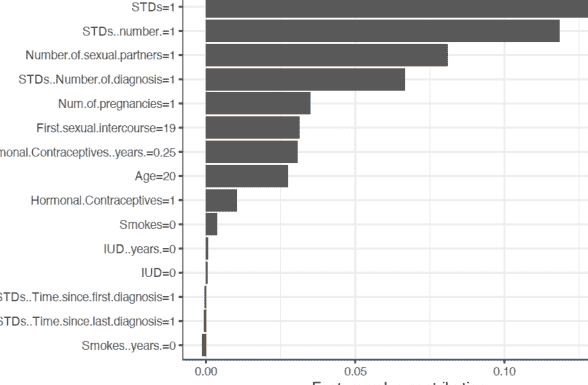 STDs=1
STDs..number.=1
Number.of.sexual.partners=1
STDs..Number.of.diagnosis=1
Num.of.pregnancies=1
First.sexual.intercourse=19
monal.Contraceptives..years.=0.25
Age=20
Hormonal.Contraceptives=1
Smokes=0
IUD..years.=0
IUD=0
STDs..Time.since.first.diagnosis=1
STDs..Time.since.last.diagnosis=1
Smokes..years.=0
0.00 0.05 0.10